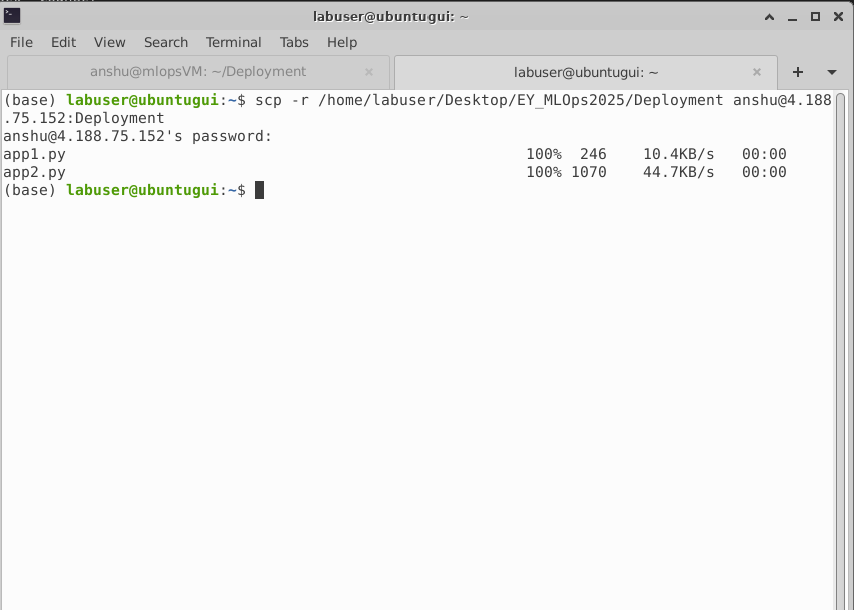 labuser@ubuntugui: ~
File Edit View Search Terminal Tabs Help
anshu@mlopsVM: ~/Deployment
labuser@ubuntugui: ~
(base) labuser@ubuntugui:~$ scp -r /home/labuser/Desktop/EY_MLOps2025/Deployment anshu@4.188
.75.152:Deployment
anshu@4.188.75.152's password:
app1.py 100% 246 10.4KB/s 00:00
app2.py 100% 1070 44.7KB/s 00:00
(base) labuser@ubuntugui:~$